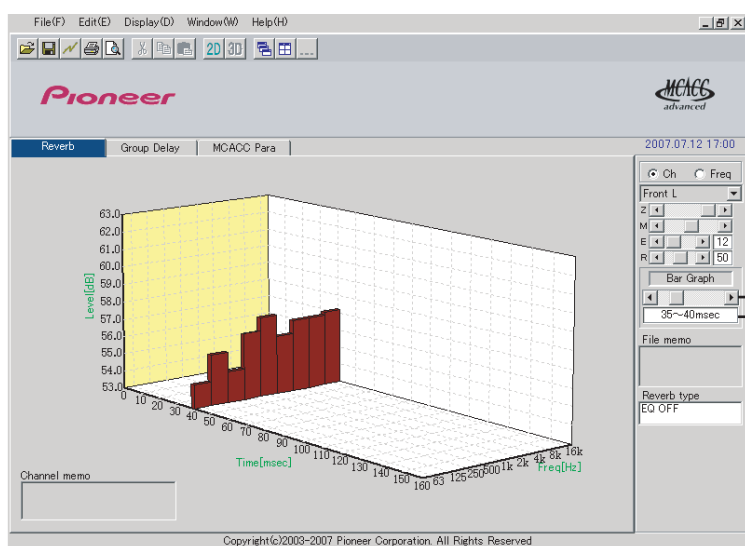 File(F) Edit(E) Display(D) Window(W) Help(H)
2D 3D
Pioneer
MCACC
advanced
Reverb Group Delay MCACC Para
2007.07.12 17:00
Ch Freq
Front L
Z
M
E 12
R 50
Bar Graph
35~40msec
File memo
Reverb type
EQ OFF
63.0
62.0
61.0
60.0
59.0
58.0
57.0
56.0
55.0
54.0
53.0
Level[dB]
0 10 20 30 40 50 60 70 80 90 100 110 120 130 140 150 160
Time[msec]
63 125 250 500 1k 2k 4k 8k 16k
Freq[Hz]
Channel memo
Copyright(c)2003-2007 Pioneer Corporation. All Rights Reserved